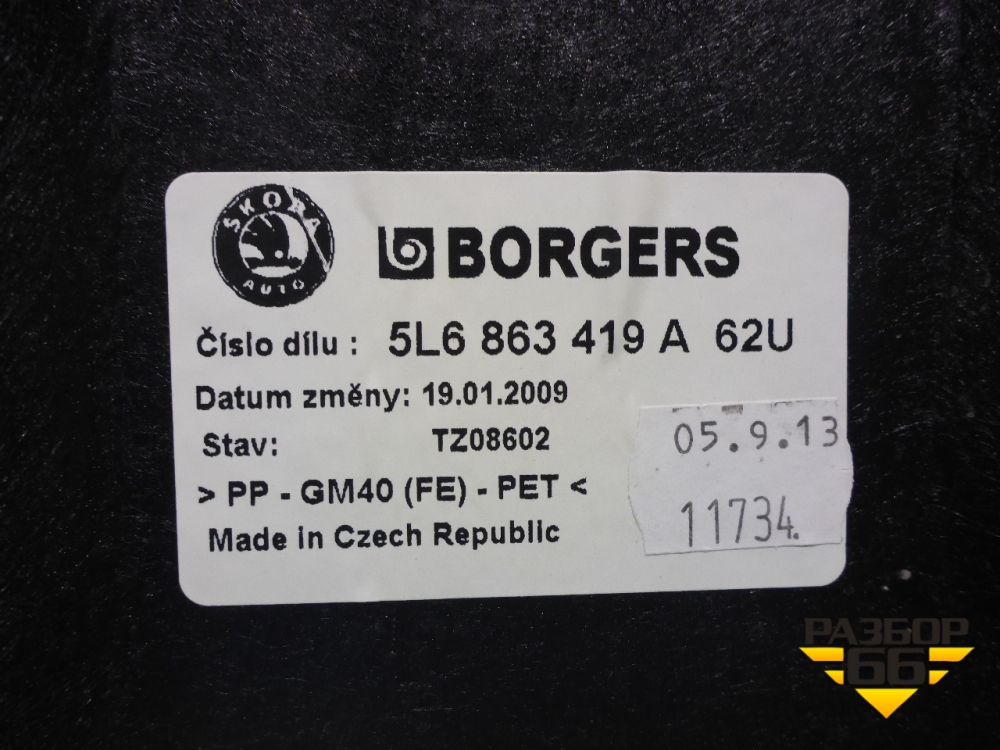 ŠKODA
AUTO
BORGERS
Číslo dílu : 5L6 863 419 A 62U
Datum změny: 19.01.2009
Stav: TZ08602
> PP - GM40 (FE) - PET <
Made in Czech Republic
05.9.13
11734.
РАЗБОР
66